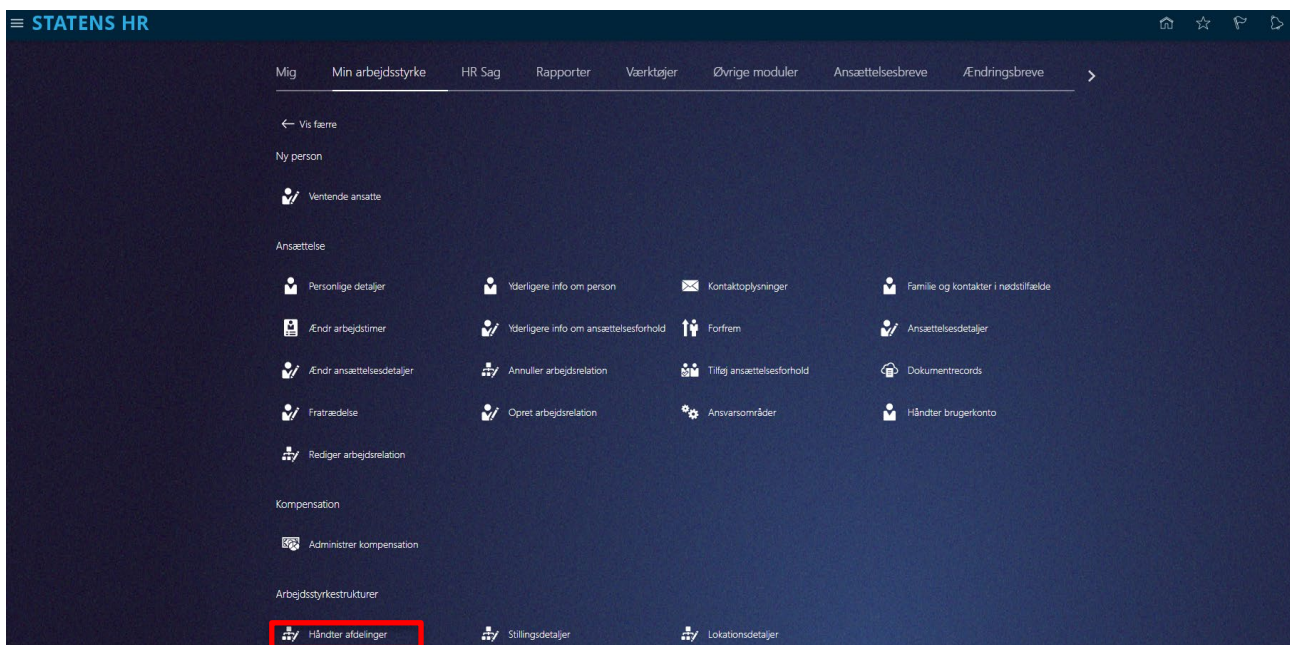 STATENS HR
Mig Min arbejdsstyrke HR Sag Rapporter Værktøjer Øvrige moduler Ansættelsesbreve Ændringsbreve
Vis færre
Ny person
Ventende ansatte
Ansættelse
Personlige detaljer Yderligere info om person Kontaktoplysninger Familie og kontakter i nødstilfælde
Ændr arbejdstimer Yderligere info om ansættelsesforhold Forfrem Ansættelsesdetaljer
Ændr ansættelsesdetaljer Annuller arbejdsrelation Tilføj ansættelsesforhold Dokumentrecords
Fratrædelse Opret arbejdsrelation Ansvarsområder Håndter brugerkonto
Rediger arbejdsrelation
Kompensation
Administrer kompensation
Arbejdsstyrkestrukturer
Håndter afdelinger Stillingsdetaljer Lokationsdetaljer